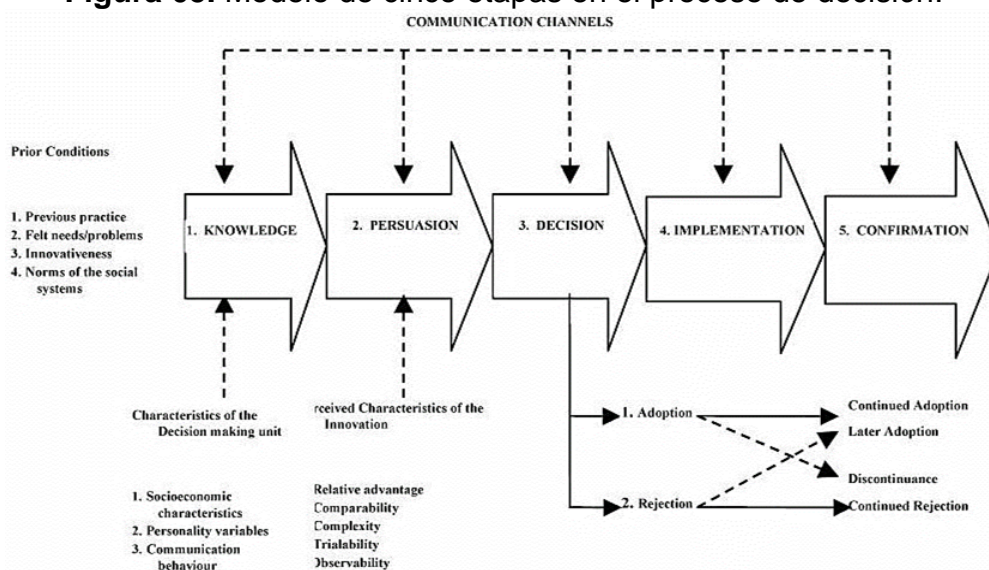 Modelo de cinco etapas en el proceso de decisión.
COMMUNICATION CHANNELS
Prior Conditions
1. Previous practice
2. Felt needs/problems
3. Innovativeness
4. Norms of the social
systems
1. KNOWLEDGE
2. PERSUASION
3. DECISION
4. IMPLEMENTATION
5. CONFIRMATION
Characteristics of the
Decision making unit
1. Socioeconomic
characteristics
2. Personality variables
3. Communication
behaviour
rceived Characteristics of the
Innovation
Relative advantage
Comparability
Complexity
Trialability
Observability
1. Adoption
2. Rejection
Continued Adoption
Later Adoption
Discontinuance
Continued Rejection